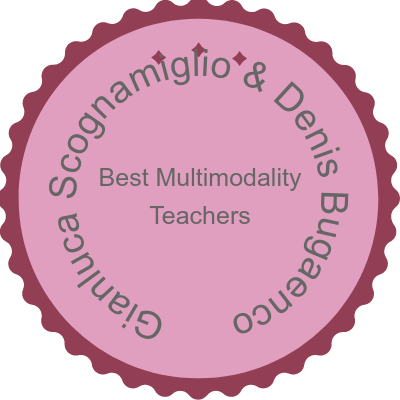 Gianluca Scognamiglio & Denis Bugaenco
Best Multimodality
Teachers